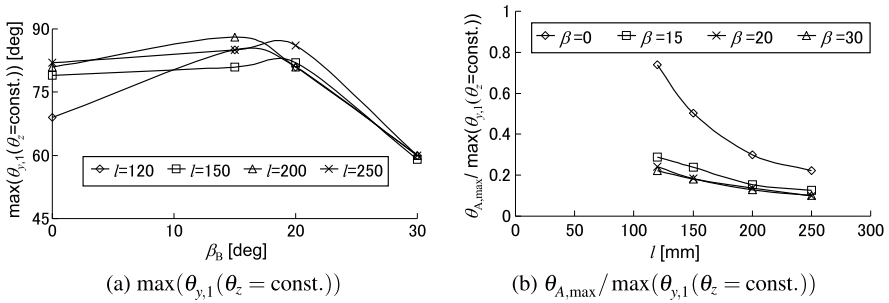 max(θy,1(θz=const.)) [deg]
90
75
60
45
l=120 l=150 l=200 l=250
0 10 20 30
βB [deg]
(a) max(θy,1(θz = const.))
θA,max/ max(θy,1(θz=const.))
1
0.8
0.6
0.4
0.2
0
β=0 β=15 β=20 β=30
0 50 100 150 200 250 300
l [mm]
(b) θA,max/max(θy,1(θz = const.))